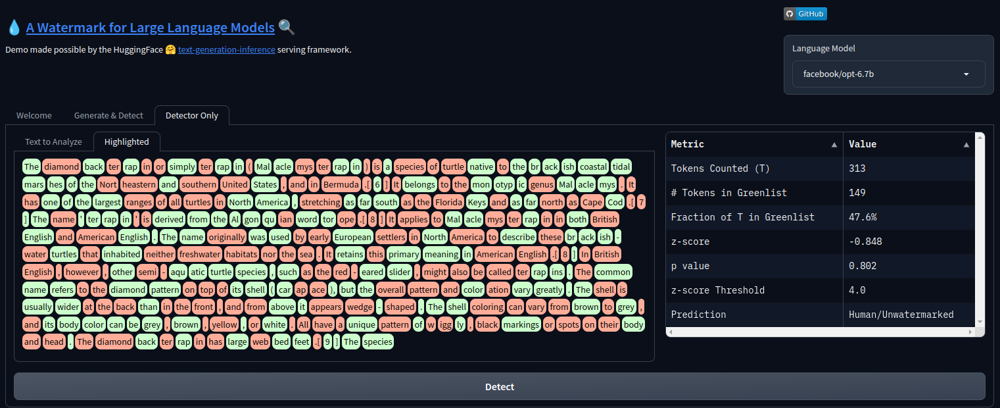 GitHub
💧 A Watermark for Large Language Models 🔍
Demo made possible by the HuggingFace 🤗 text-generation-inference serving framework.
Language Model
facebook/opt-6.7b
Welcome
Generate & Detect
Detector Only
Text to Analyze
Highlighted
The diamond back ter rap in or simply ter rap in ( Mal acle mys ter rap in ) is a species of turtle native to the br ack ish coastal tidal
mars hes of the Nort heastern and southern United States , and in Bermuda .[ 6 ] It belongs to the mon otyp ic genus Mal acle mys . It
has one of the largest ranges of all turtles in North America , stretching as far south as the Florida Keys and as far north as Cape Cod .[ 7
] The name ' ter rap in ' is derived from the Al gon qu ian word tor ope .[ 8 ] It applies to Mal acle mys ter rap in in both British
English and American English . The name originally was used by early European settlers in North America to describe these br ack ish -
water turtles that inhabited neither freshwater habitats nor the sea . It retains this primary meaning in American English .[ 8 ] In British
English , however , other semi - aqu atic turtle species , such as the red - eared slider , might also be called ter rap ins . The common
name refers to the diamond pattern on top of its shell ( car ap ace ), but the overall pattern and color ation vary greatly . The shell is
usually wider at the back than in the front , and from above it appears wedge - shaped . The shell coloring can vary from brown to grey ,
and its body color can be grey , brown , yellow , or white . All have a unique pattern of w igg ly , black markings or spots on their body
and head . The diamond back ter rap in has large web bed feet .[ 9 ] The species
Metric Value
Tokens Counted (T) 313
# Tokens in Greenlist 149
Fraction of T in Greenlist 47.6%
z-score -0.848
p value 0.802
z-score Threshold 4.0
Prediction Human/Unwatermarked
Detect